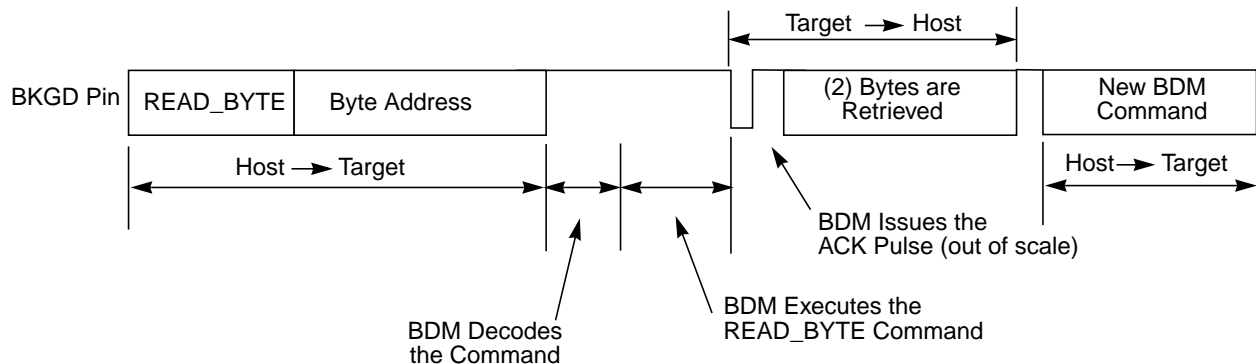 Target → Host
BKGD Pin
READ_BYTE
Byte Address
(2) Bytes are
Retrieved
New BDM
Command
Host → Target
Host → Target
BDM Issues the
ACK Pulse (out of scale)
BDM Decodes
the Command
BDM Executes the
READ_BYTE Command